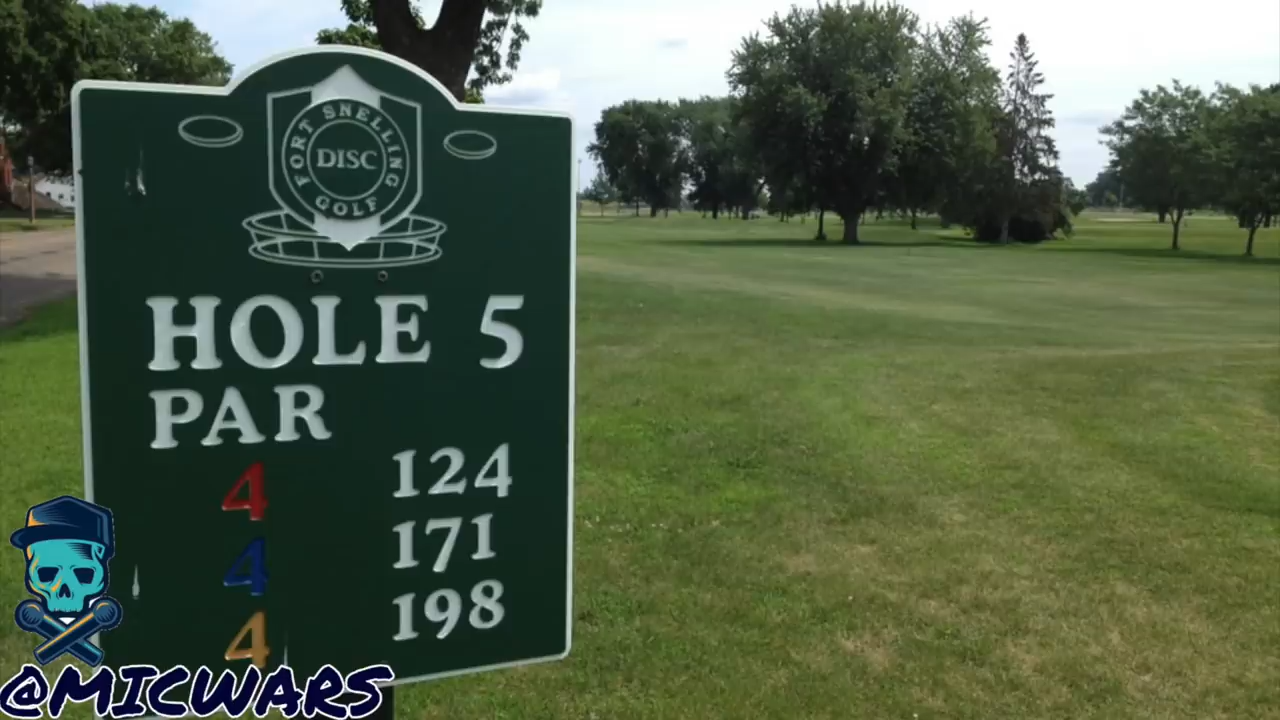 FORT SNELLING
DISC
GOLF
HOLE 5
PAR
4 124
4 171
4 198
@MICWARS